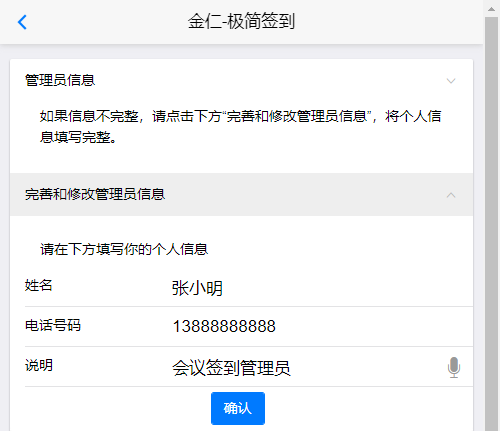 金仁-极简签到
管理员信息
如果信息不完整，请点击下方“完善和修改管理员信息”，将个人信
息填写完整。
完善和修改管理员信息
请在下方填写你的个人信息
姓名 张小明
电话号码 13888888888
说明 会议签到管理员
确认